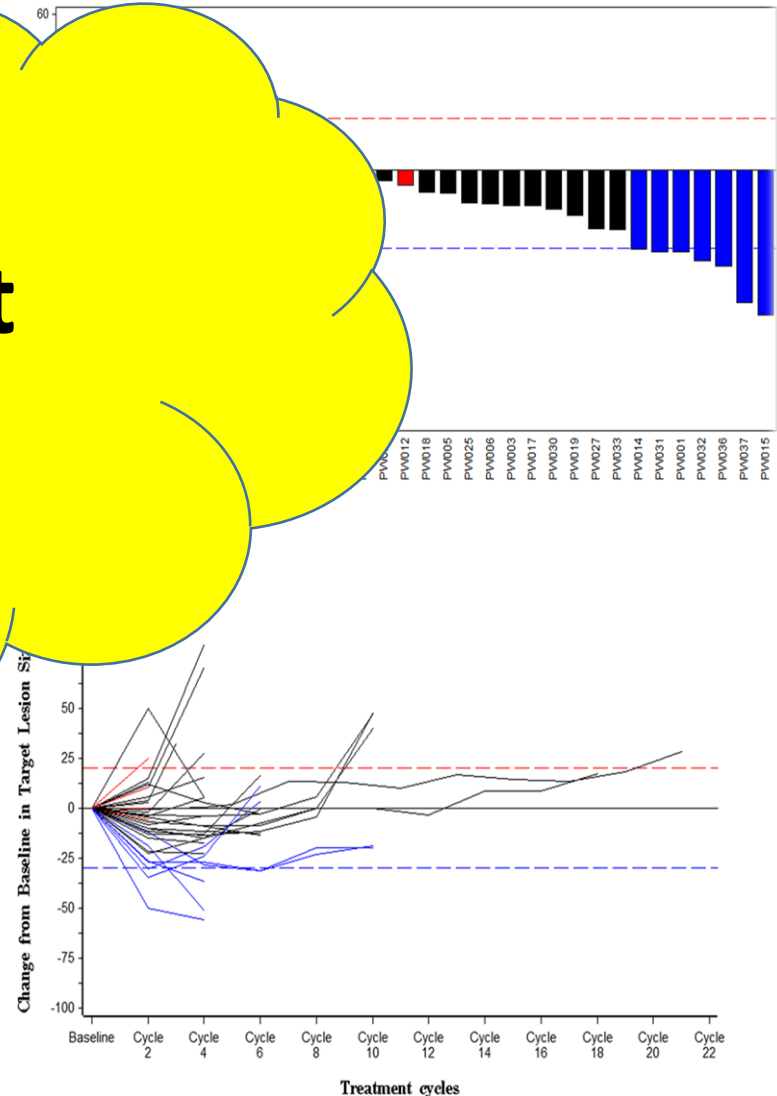 60
t
PW012
PW018
PW005
PW025
PW006
PW003
PW017
PW030
PW019
PW027
PW033
PW014
PW031
PW001
PW032
PW036
PW037
PW015
Change from Baseline in Target Lesion
50
25
0
-25
-50
-75
-100
Baseline Cycle Cycle Cycle Cycle Cycle Cycle Cycle Cycle Cycle Cycle Cycle
2 4 6 8 10 12 14 16 18 20 22
Treatment cycles